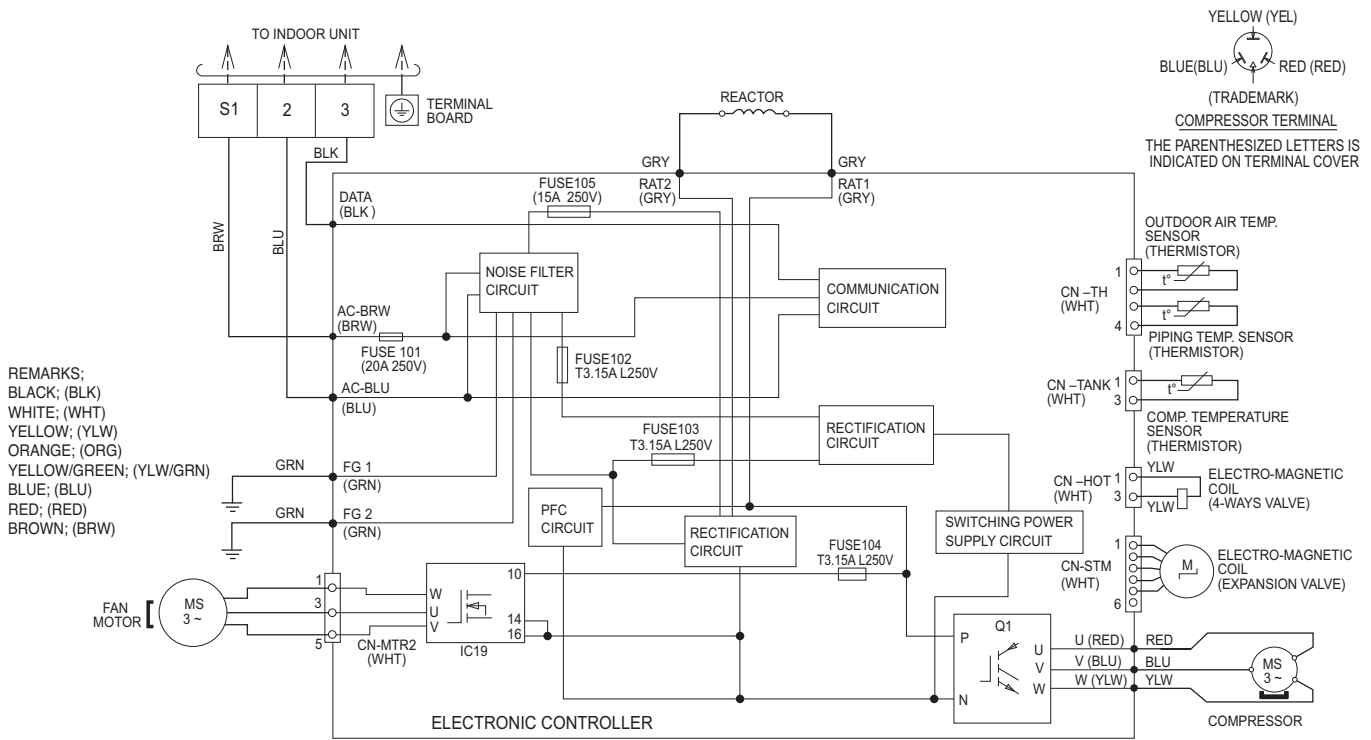 TO INDOOR UNIT
S1
2
3
TERMINAL
BOARD
YELLOW (YEL)
BLUE(BLU)
RED (RED)
(TRADEMARK)
COMPRESSOR TERMINAL
THE PARENTHESIZED LETTERS IS
INDICATED ON TERMINAL COVER
REACTOR
BLK
BRW
BLU
GRY
GRY
RAT2
(GRY)
RAT1
(GRY)
DATA
(BLK)
FUSE105
(15A 250V)
NOISE FILTER
CIRCUIT
COMMUNICATION
CIRCUIT
AC-BRW
(BRW)
FUSE 101
(20A 250V)
FUSE102
T3.15A L250V
AC-BLU
(BLU)
FUSE103
T3.15A L250V
RECTIFICATION
CIRCUIT
OUTDOOR AIR TEMP.
SENSOR
(THERMISTOR)
CN –TH
(WHT)
1
4
t°
t°
PIPING TEMP. SENSOR
(THERMISTOR)
CN –TANK
(WHT)
1
3
t°
COMP. TEMPERATURE
SENSOR
(THERMISTOR)
CN –HOT
(WHT)
1
3
YLW
YLW
ELECTRO-MAGNETIC
COIL
(4-WAYS VALVE)
CN-STM
(WHT)
1
6
M
ELECTRO-MAGNETIC
COIL
(EXPANSION VALVE)
REMARKS;
BLACK; (BLK)
WHITE; (WHT)
YELLOW; (YLW)
ORANGE; (ORG)
YELLOW/GREEN; (YLW/GRN)
BLUE; (BLU)
RED; (RED)
BROWN; (BRW)
GRN
FG 1
(GRN)
GRN
FG 2
(GRN)
PFC
CIRCUIT
RECTIFICATION
CIRCUIT
SWITCHING POWER
SUPPLY CIRCUIT
FUSE104
T3.15A L250V
FAN
MOTOR
MS
3 ~
1
3
5
CN-MTR2
(WHT)
W
U
V
10
14
16
IC19
Q1
P
N
U
V
W
U (RED)
V (BLU)
W (YLW)
RED
BLU
YLW
MS
3 ~
COMPRESSOR
ELECTRONIC CONTROLLER